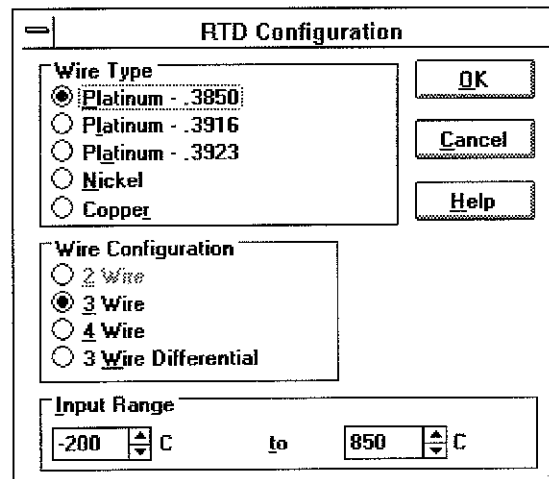 RTD Configuration
Wire Type
Platinum - .3850
Platinum - .3916
Platinum - .3923
Nickel
Copper
OK
Cancel
Help
Wire Configuration
2 Wire
3 Wire
4 Wire
3 Wire Differential
Input Range
-200 C to 850 C